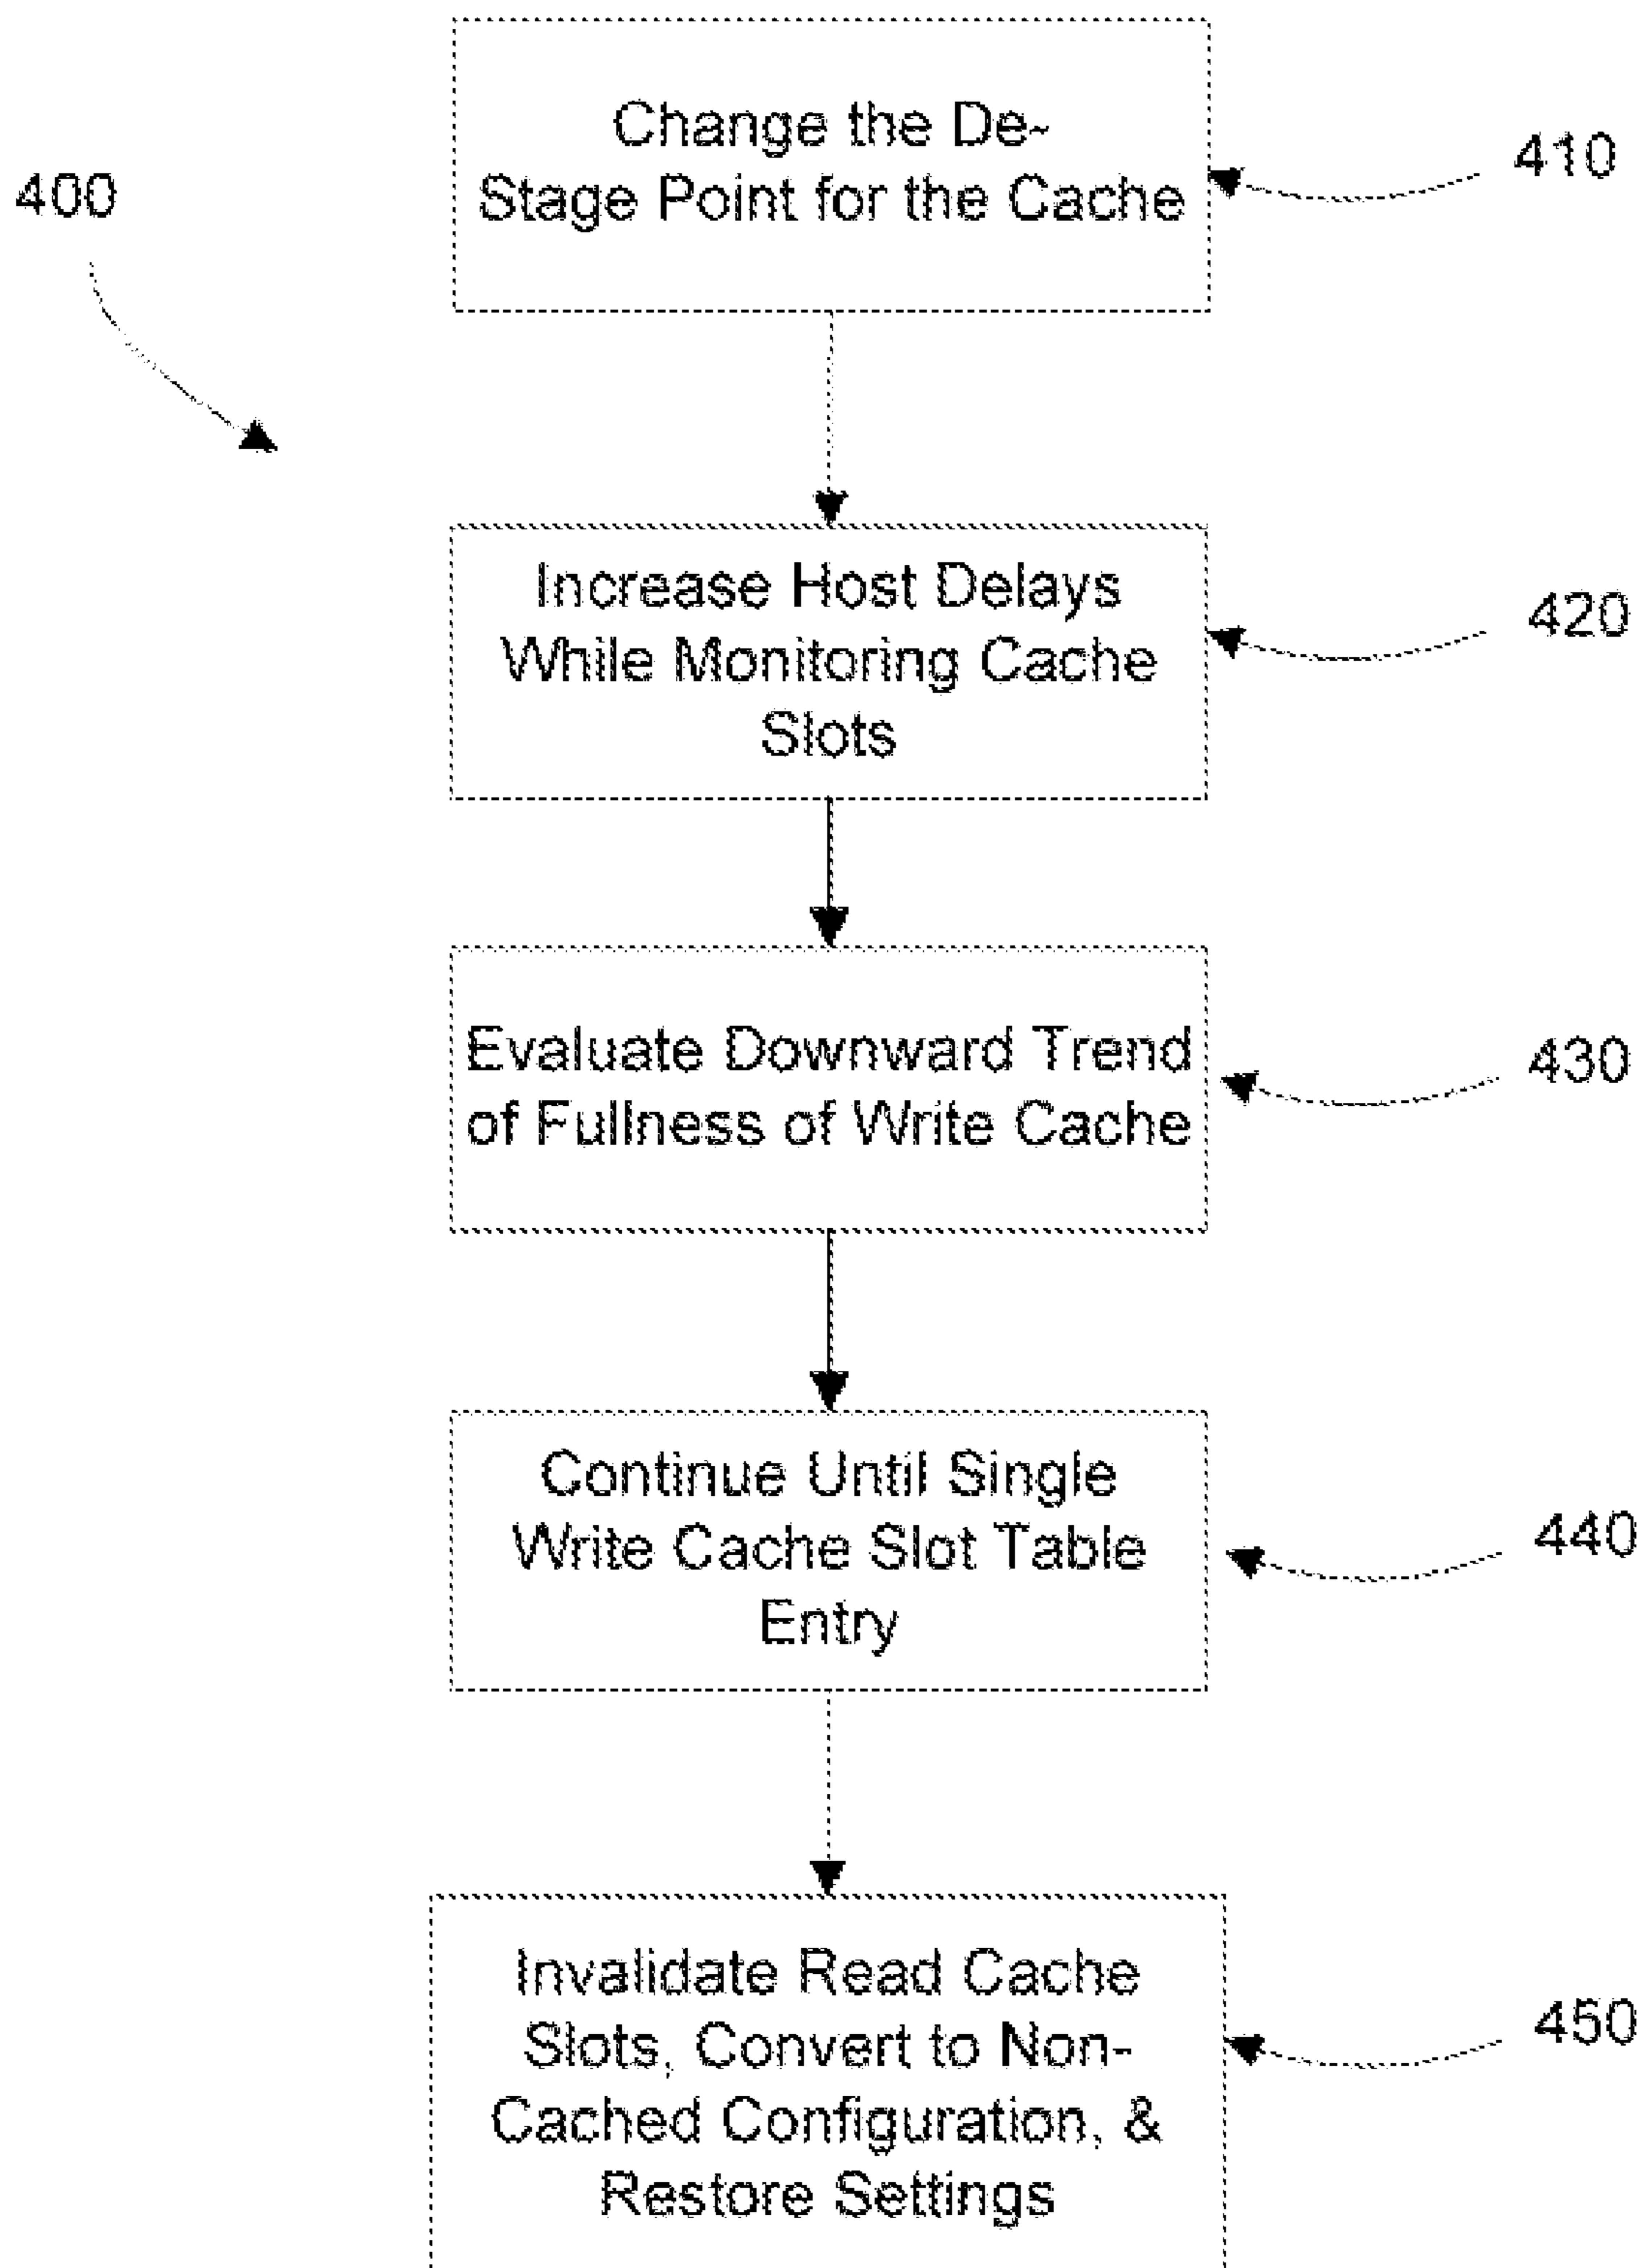 Change the De-
Stage Point for the Cache
410
400
Increase Host Delays
While Monitoring Cache
Slots
420
Evaluate Downward Trend
of Fullness of Write Cache
430
Continue Until Single
Write Cache Slot Table
Entry
440
Invalidate Read Cache
Slots, Convert to Non-
Cached Configuration, &
Restore Settings
450